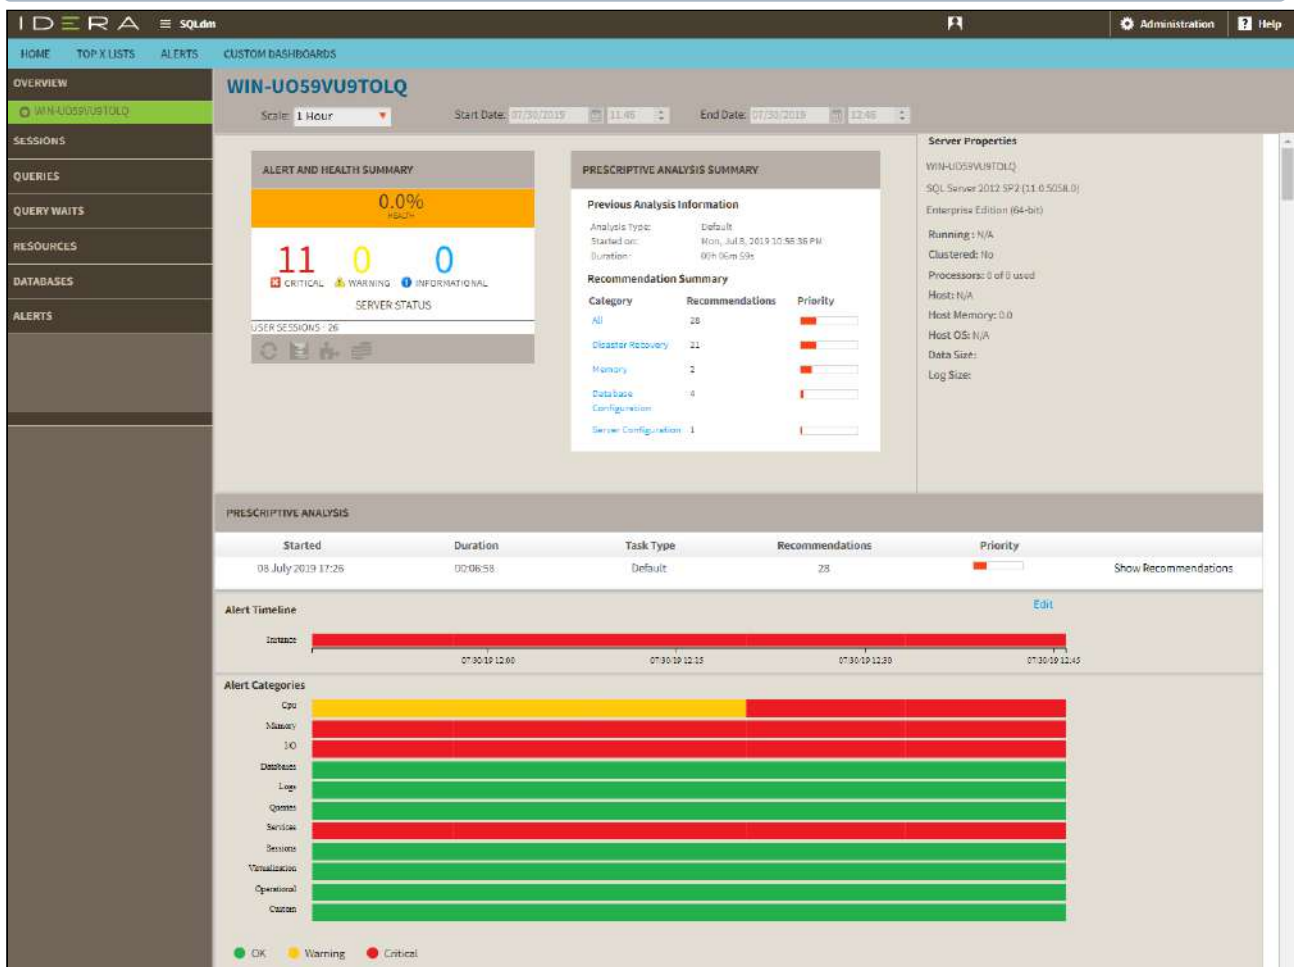 IDERA SQLdm Administration Help
HOME TOP X LISTS ALERTS CUSTOM DASHBOARDS
OVERVIEW
WIN-UO59VU9TOLQ
SESSIONS
QUERIES
QUERY WAITS
RESOURCES
DATABASES
ALERTS
WIN-UO59VU9TOLQ
Scale: 1 Hour Start Date: 07/30/2019 11:46 End Date: 07/30/2019 12:46
ALERT AND HEALTH SUMMARY
0.0%
HEALTH
11 0 0
CRITICAL WARNING INFORMATIONAL
SERVER STATUS
USER SESSIONS - 26
PRESCRIPTIVE ANALYSIS SUMMARY
Previous Analysis Information
Analysis Type: Default
Started on: Mon, Jul 8, 2019 10:56:36 PM
Duration: 00h 06m 59s
Recommendation Summary
Category Recommendations Priority
All 28
Disaster Recovery 21
Memory 2
Database Configuration 4
Server Configuration 1
Server Properties
WIN-UO59VU9TOLQ
SQL Server 2012 SP2 (11.0.5058.0)
Enterprise Edition (64-bit)
Running: N/A
Clustered: No
Processors: 0 of 0 used
Host: N/A
Host Memory: 0.0
Host OS: N/A
Data Size:
Log Size:
PRESCRIPTIVE ANALYSIS
Started Duration Task Type Recommendations Priority
08 July 2019 17:26 00:06:58 Default 28 Show Recommendations
Alert Timeline Edit
Instance
07/30/19 12:00 07/30/19 12:15 07/30/19 12:30 07/30/19 12:45
Alert Categories
Cpu
Memory
I/O
Databases
Logs
Queries
Services
Sessions
Virtualization
Operational
Custom
OK Warning Critical